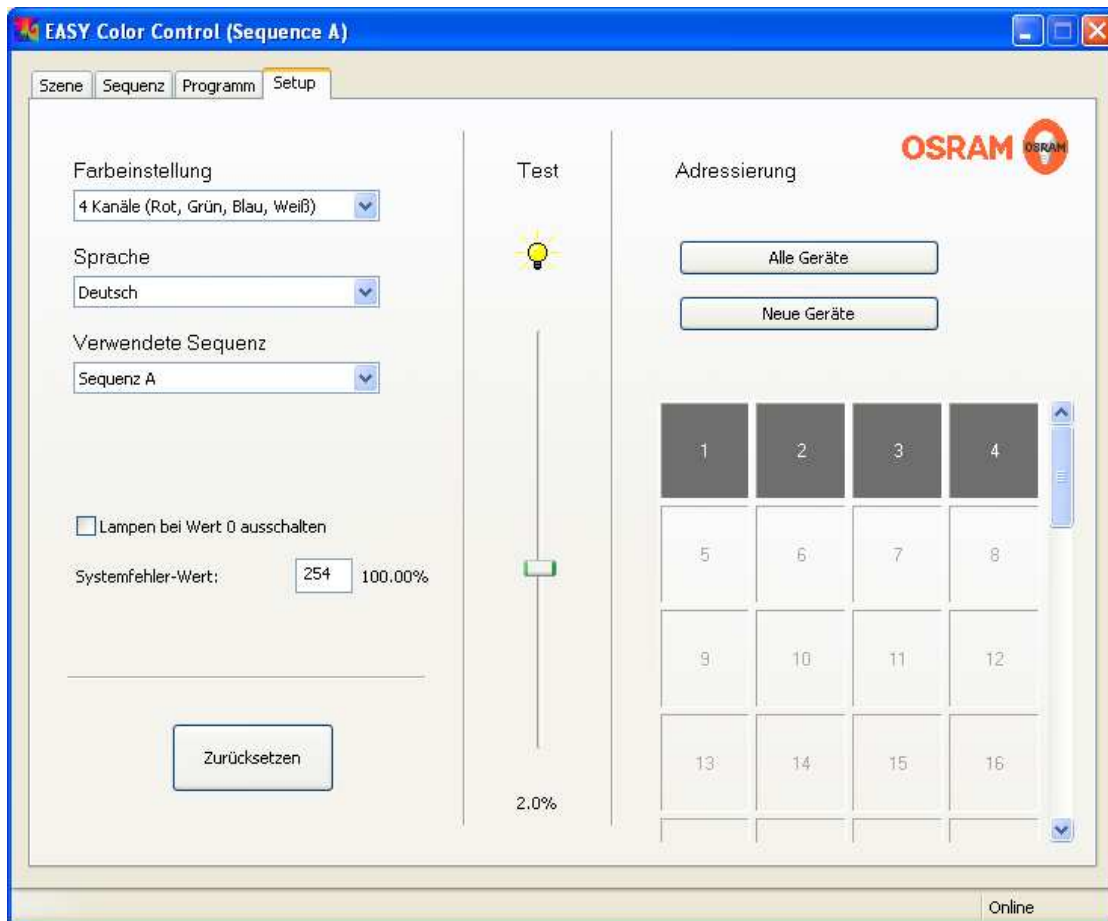 EASY Color Control (Sequence A)
Szene
Sequenz
Programm
Setup
Farbeinstellung
4 Kanäle (Rot, Grün, Blau, Weiß)
Sprache
Deutsch
Verwendete Sequenz
Sequenz A
Lampen bei Wert 0 ausschalten
Systemfehler-Wert: 254 100.00%
Zurücksetzen
Test
2.0%
OSRAM OSRAM
Adressierung
Alle Geräte
Neue Geräte
1 2 3 4
5 6 7 8
9 10 11 12
13 14 15 16
Online